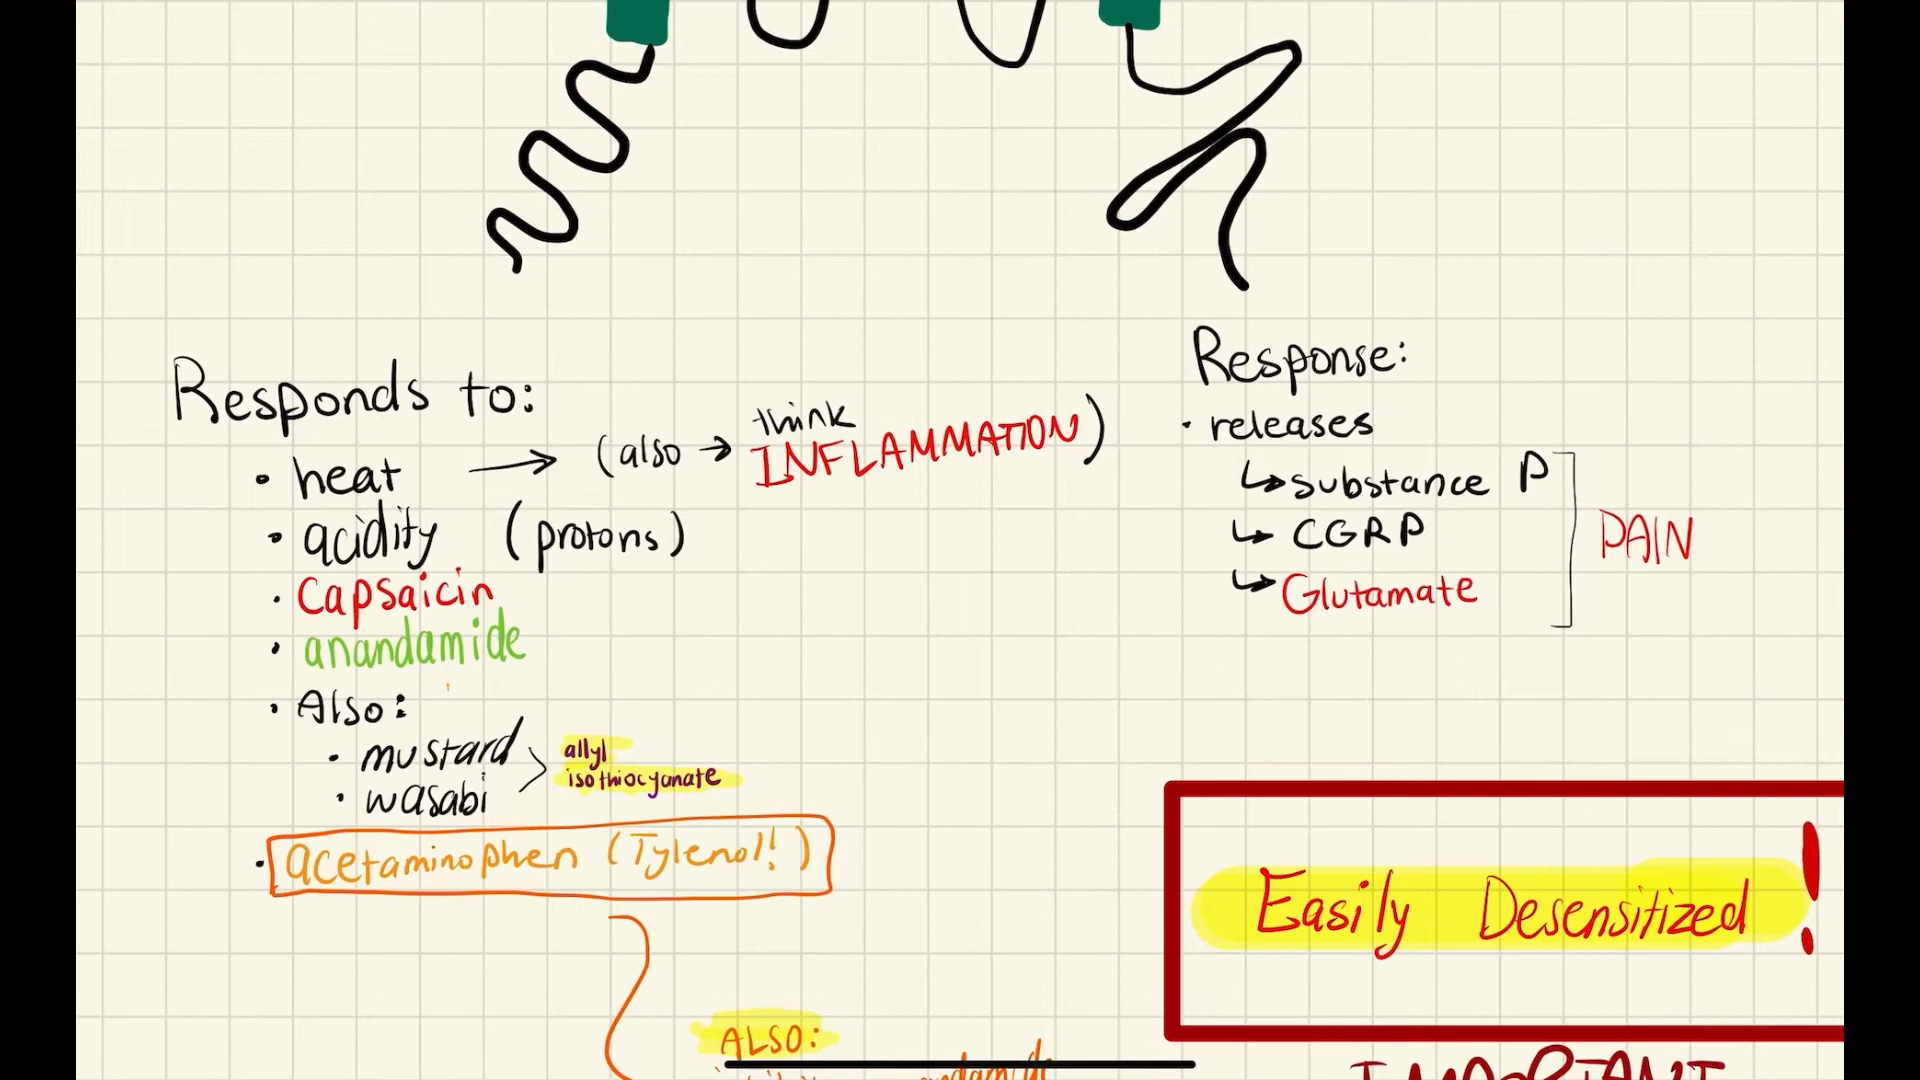 Responds to:
• heat → (also → think INFLAMMATION)
• acidity (protons)
• Capsaicin
• anandamide
• Also:
• mustard
• wasabi
allyl
isothiocyanate
• acetaminophen (Tylenol!)
ALSO:
Response:
• releases
↳ substance P
↳ CGRP
↳ Glutamate
PAIN
Easily Desensitized!
IMPORTANT